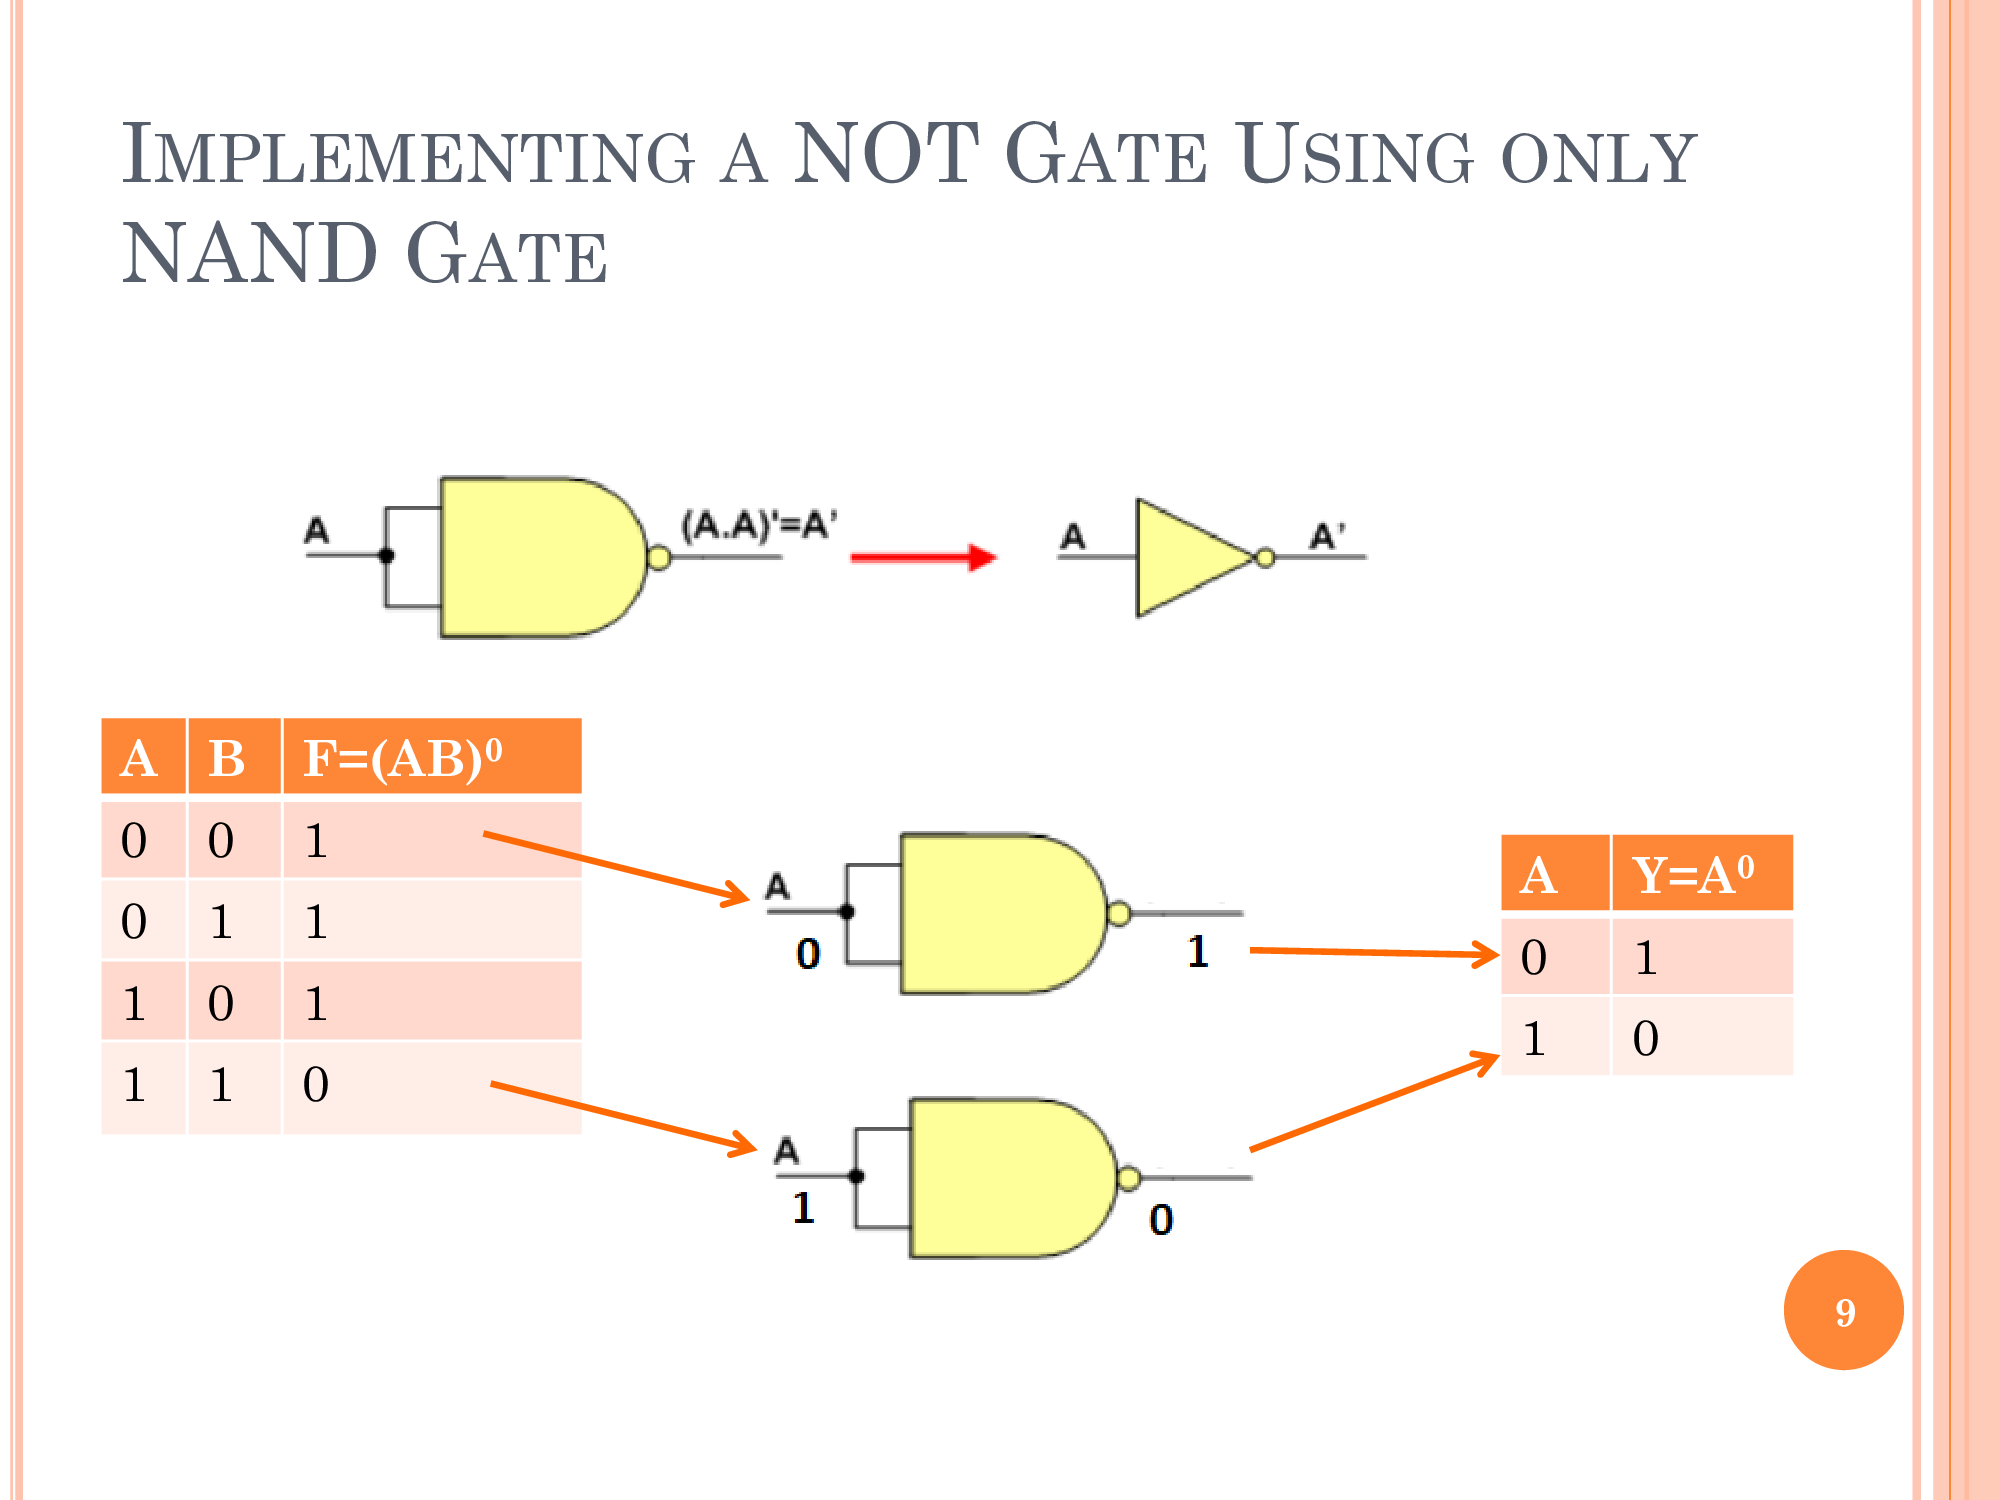 IMPLEMENTING A NOT GATE USING ONLY
NAND GATE
A
(A.A)'=A'
A
A'
A B F=(AB)⁰
0 0 1
0 1 1
1 0 1
1 1 0
A
0
1
A
1
0
A Y=A⁰
0 1
1 0
9